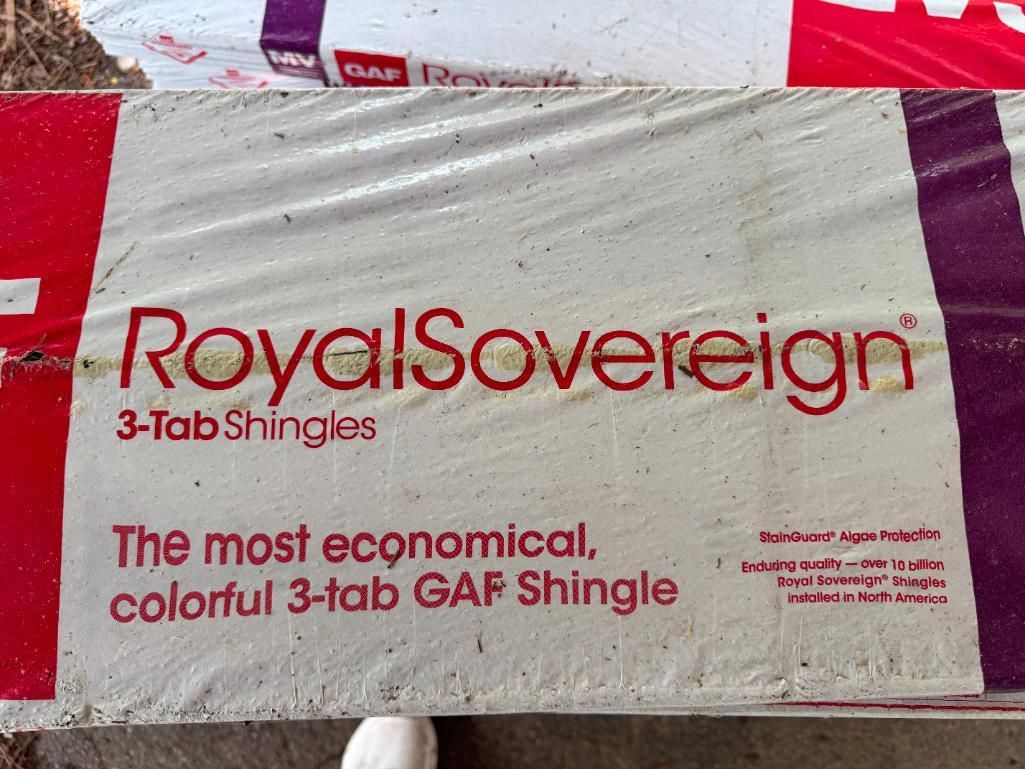 MV
GAF
Royals
RoyalSovereign®
3-Tab Shingles
The most economical,
colorful 3-tab GAF Shingle
StainGuard® Algae Protection
Enduring quality — over 10 billion
Royal Sovereign® Shingles
installed in North America